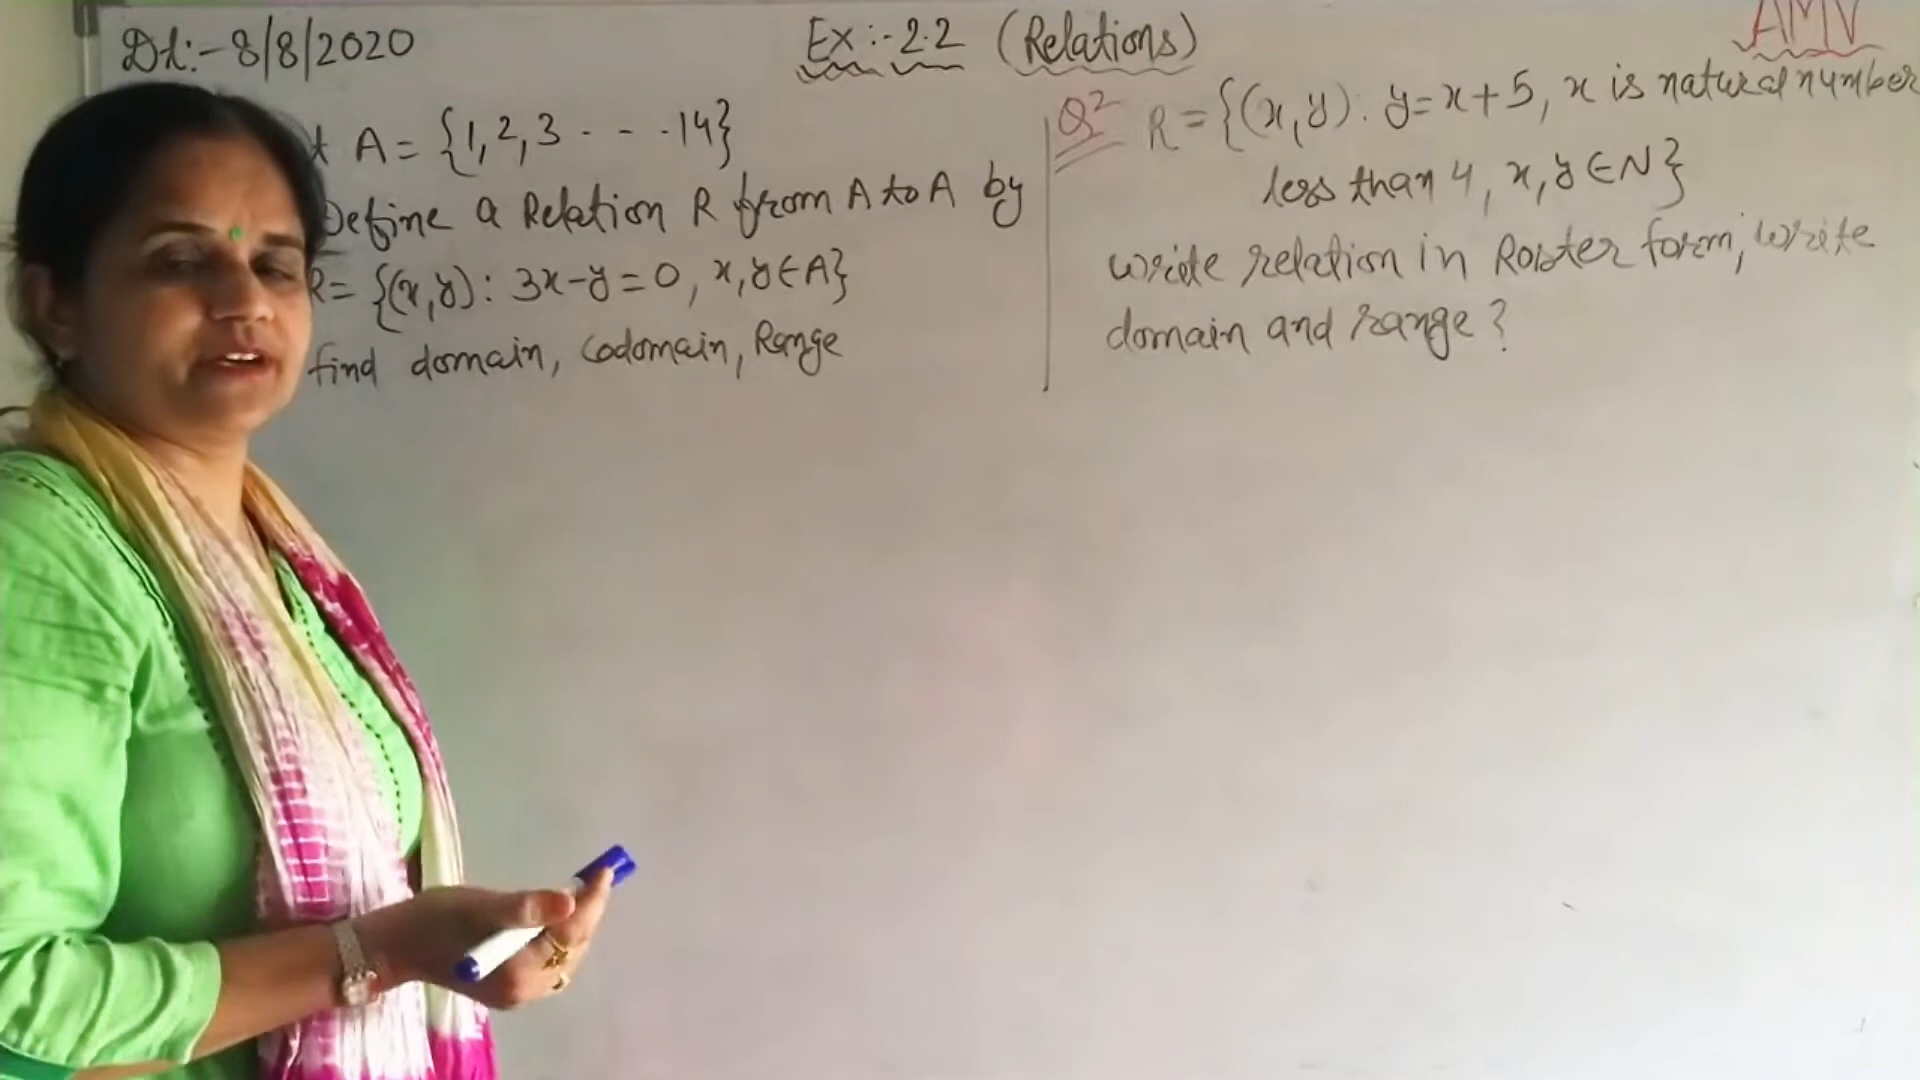 Dt:- 8/8/2020
Ex:- 2.2 (Relations)
AMV
A = {1, 2, 3 - - - 14}
Define a Relation R from A to A by
R = {(x, y) : 3x - y = 0, x, y ∈ A}
find domain, Codomain, Range
Q2 R = {(x, y) : y = x + 5, x is natural number
less than 4, x, y ∈ N}
write relation in Roster form, write
domain and range?